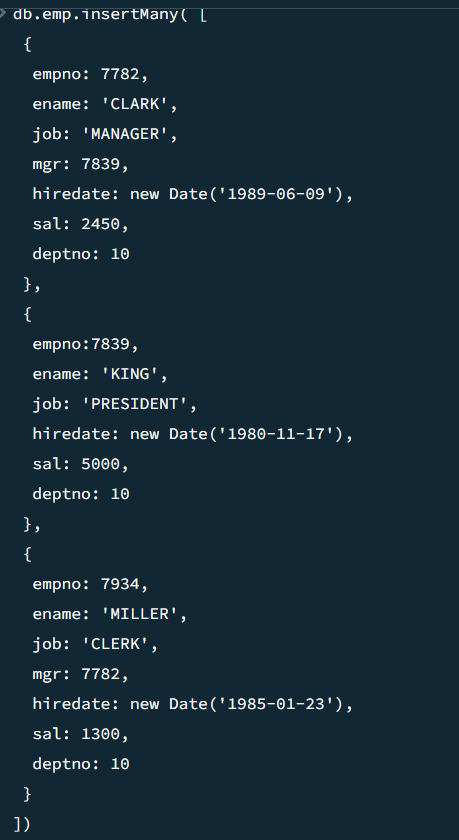 db.emp.insertMany( [
{
empno: 7782,
ename: 'CLARK',
job: 'MANAGER',
mgr: 7839,
hiredate: new Date('1989-06-09'),
sal: 2450,
deptno: 10
},
{
empno:7839,
ename: 'KING',
job: 'PRESIDENT',
hiredate: new Date('1980-11-17'),
sal: 5000,
deptno: 10
},
{
empno: 7934,
ename: 'MILLER',
job: 'CLERK',
mgr: 7782,
hiredate: new Date('1985-01-23'),
sal: 1300,
deptno: 10
}
])